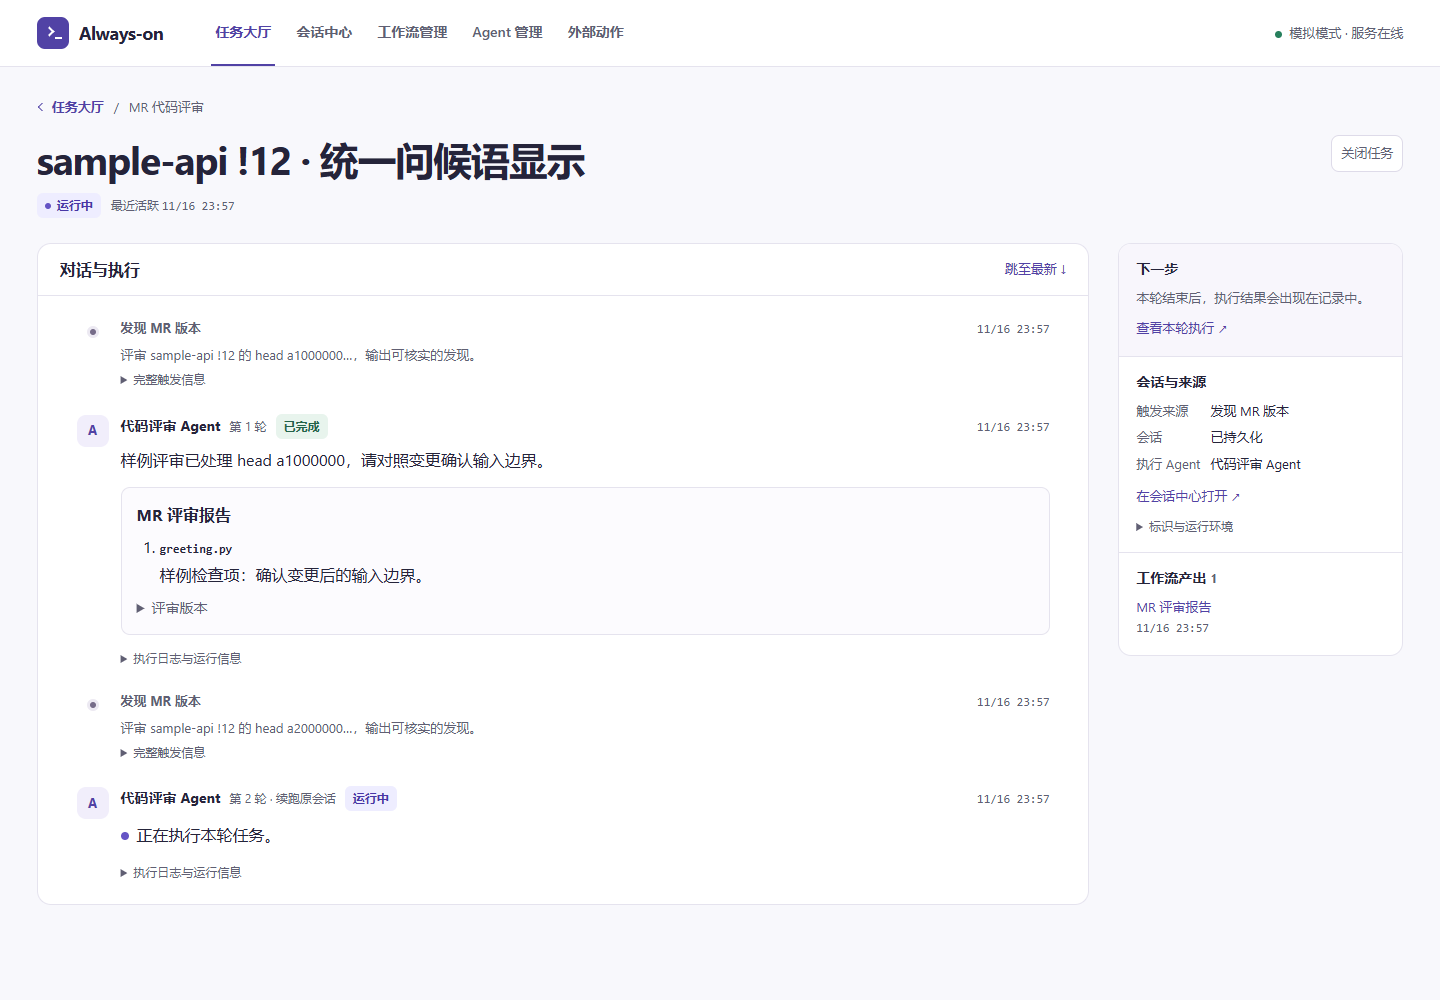 Always-on
任务大厅
会话中心
工作流管理
Agent 管理
外部动作
模拟模式 · 服务在线
任务大厅 / MR 代码评审
sample-api !12 · 统一问候语显示
关闭任务
运行中 最近活跃 11/16 23:57
对话与执行
跳至最新 ↓
发现 MR 版本 11/16 23:57
评审 sample-api !12 的 head a1000000…，输出可核实的发现。
完整触发信息
A 代码评审 Agent 第 1 轮 已完成 11/16 23:57
样例评审已处理 head a1000000，请对照变更确认输入边界。
MR 评审报告
1. greeting.py
样例检查项：确认变更后的输入边界。
评审版本
执行日志与运行信息
发现 MR 版本 11/16 23:57
评审 sample-api !12 的 head a2000000…，输出可核实的发现。
完整触发信息
A 代码评审 Agent 第 2 轮 · 续跑原会话 运行中 11/16 23:57
正在执行本轮任务。
执行日志与运行信息
下一步
本轮结束后，执行结果会出现在记录中。
查看本轮执行 ↗
会话与来源
触发来源 发现 MR 版本
会话 已持久化
执行 Agent 代码评审 Agent
在会话中心打开 ↗
标识与运行环境
工作流产出 1
MR 评审报告
11/16 23:57